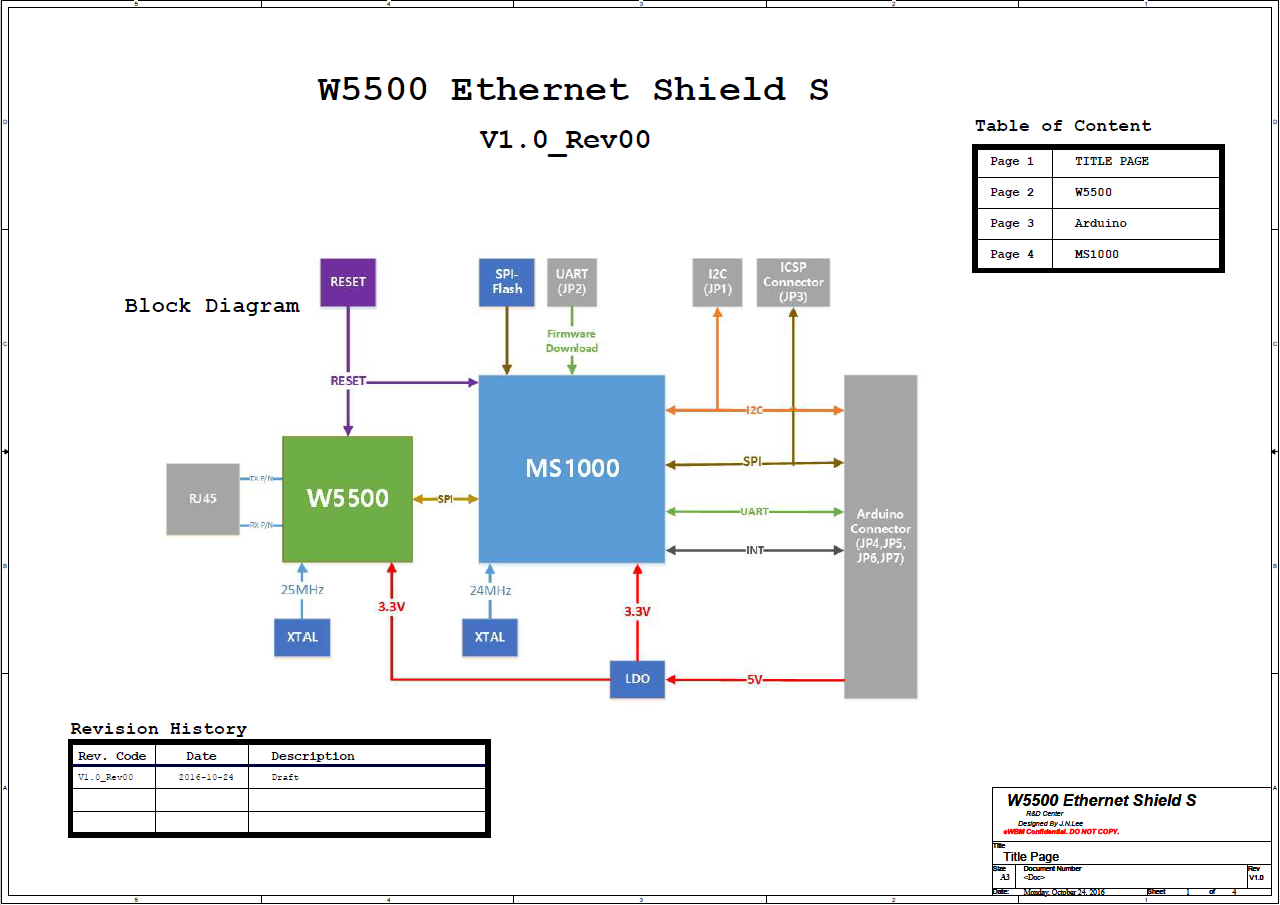 5 4 3 2 1
W5500 Ethernet Shield S
V1.0_Rev00
Table of Content
Page 1 TITLE PAGE
Page 2 W5500
Page 3 Arduino
Page 4 MS1000
D D
Block Diagram
RESET
SPI-
Flash
UART
(JP2)
I2C
(JP1)
ICSP
Connector
(JP3)
Firmware
Download
C C
RESET
I2C
MS1000
SPI
RJ45
TX P/N
RX P/N
W5500
SPI
UART
INT
Arduino
Connector
(JP4,JP5,
JP6,JP7)
B B
25MHz
3.3V
24MHz
3.3V
XTAL
XTAL
LDO
5V
Revision History
Rev. Code Date Description
V1.0_Rev00 2016-10-24 Draft
A A
W5500 Ethernet Shield S
R&D Center
Designed By J.N.Lee
eWBM Confidential. DO NOT COPY.
Title
Title Page
Size Document Number Rev
A3 <Doc> V1.0
Date: Monday, October 24, 2016 Sheet 1 of 4
5 4 3 2 1